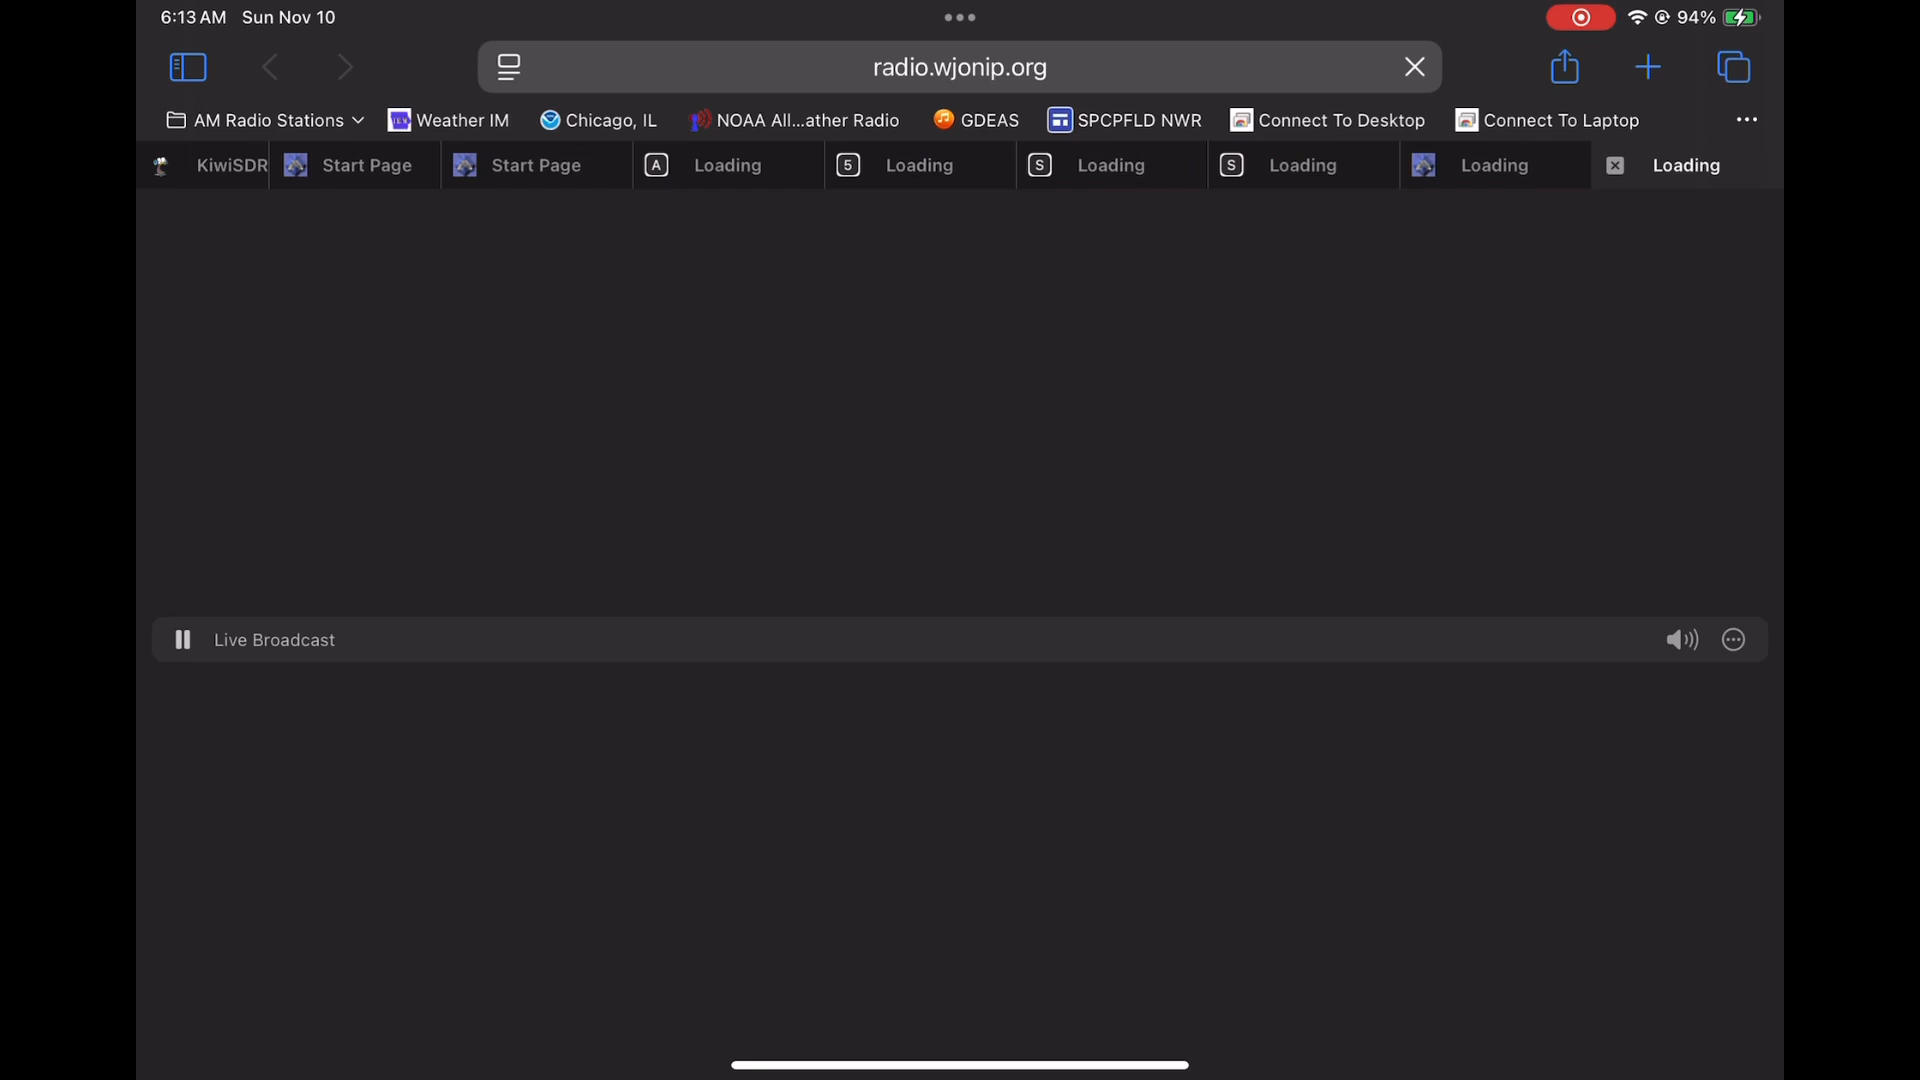 6:13 AM Sun Nov 10 94%
radio.wjonip.org
AM Radio Stations Weather IM Chicago, IL NOAA All...ather Radio GDEAS SPCPFLD NWR Connect To Desktop Connect To Laptop
KiwiSDR Start Page Start Page A Loading 5 Loading S Loading S Loading Loading Loading
Live Broadcast